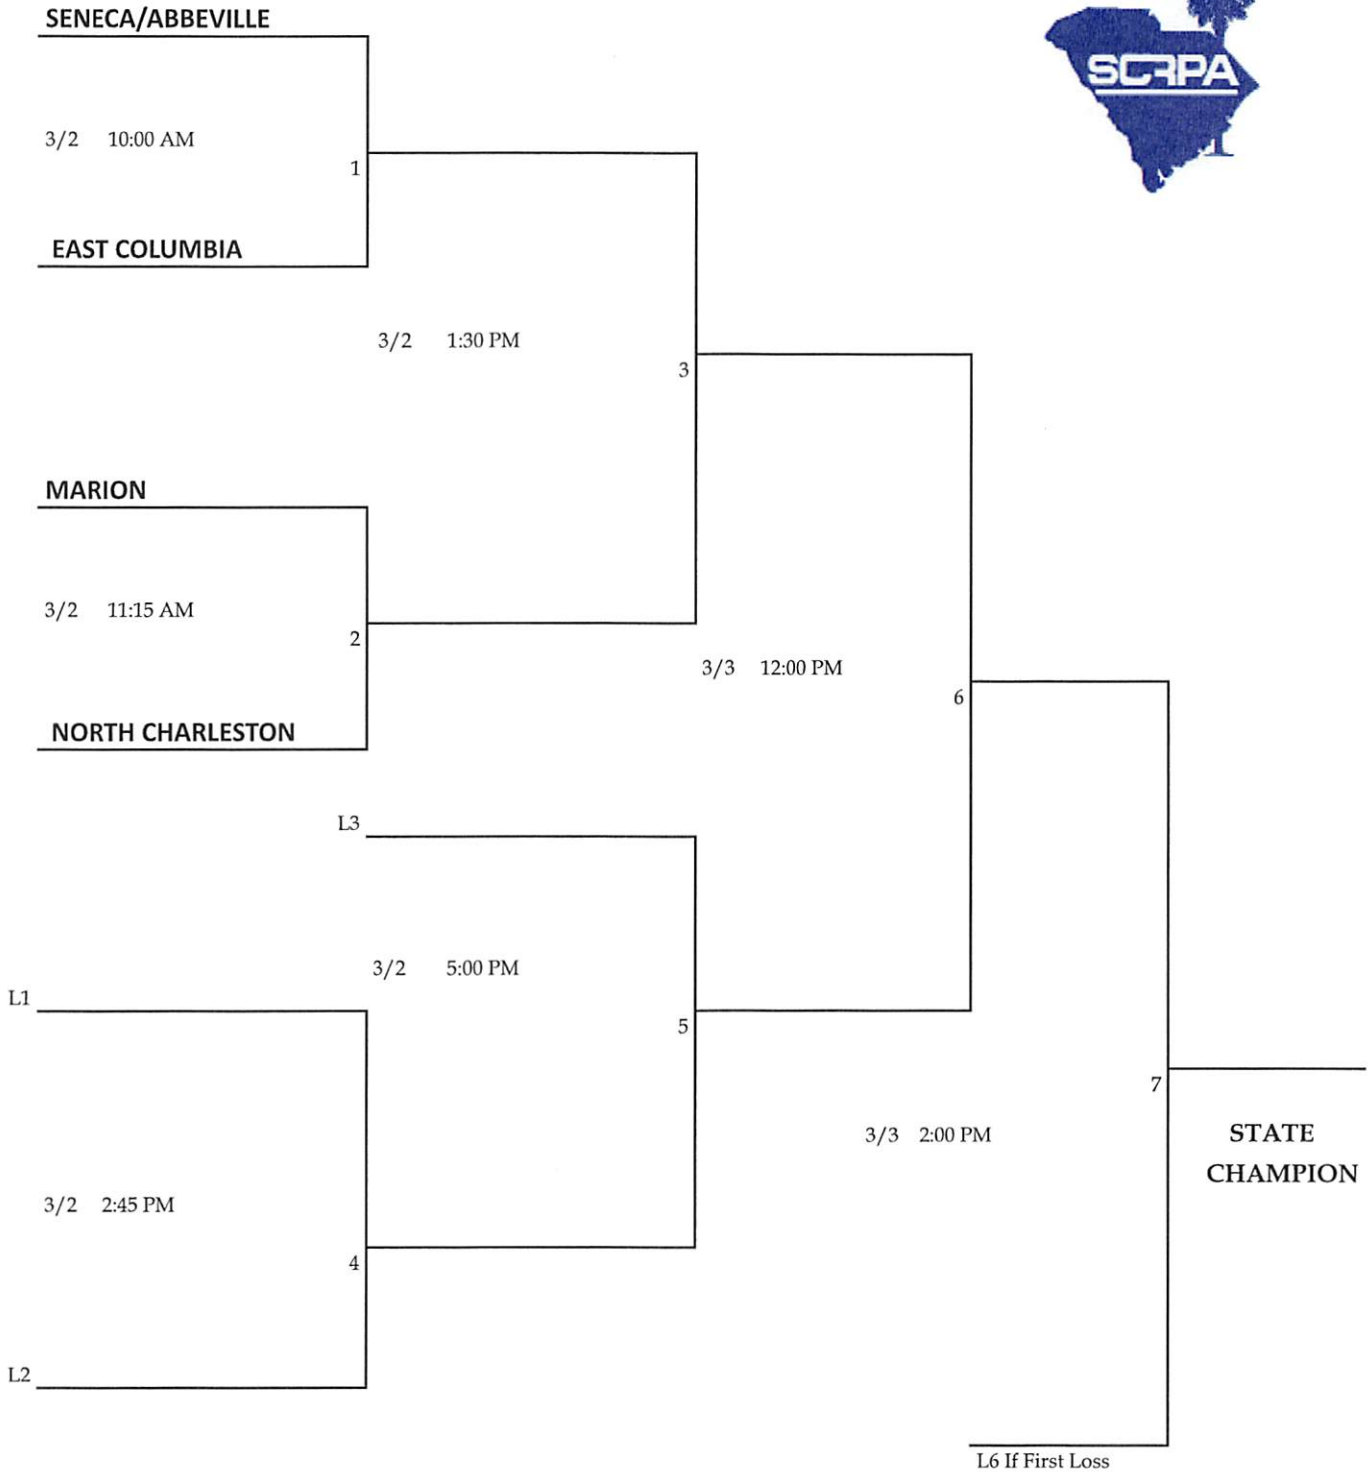 SENECA/ABBEVILLE
SCRPA
3/2 10:00 AM
1
EAST COLUMBIA
3/2 1:30 PM
3
MARION
3/2 11:15 AM
2
3/3 12:00 PM
6
NORTH CHARLESTON
L3
3/2 5:00 PM
L1
5
7
3/3 2:00 PM
STATE
CHAMPION
3/2 2:45 PM
4
L2
L6 If First Loss